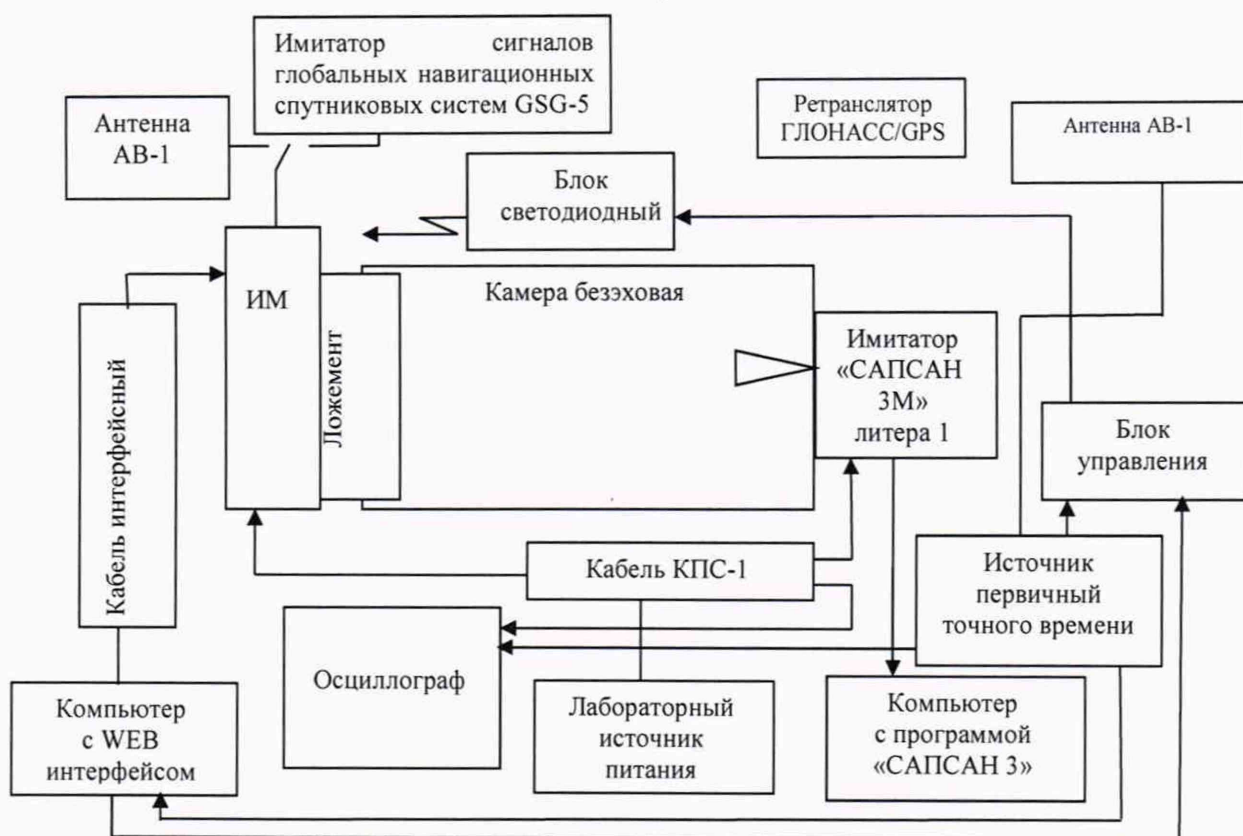 Имитатор сигналов
глобальных навигационных
спутниковых систем GSG-5
Антенна
АВ-1
Ретранслятор
ГЛОНАСС/GPS
Антенна АВ-1
Блок
светодиодный
ИМ
Ложемент
Камера безэховая
Имитатор
«САПСАН
3М»
литера 1
Блок
управления
Кабель интерфейсный
Кабель КПС-1
Источник
первичный
точного времени
Осциллограф
Лабораторный
источник
питания
Компьютер
с программой
«САПСАН 3»
Компьютер
с WEB
интерфейсом